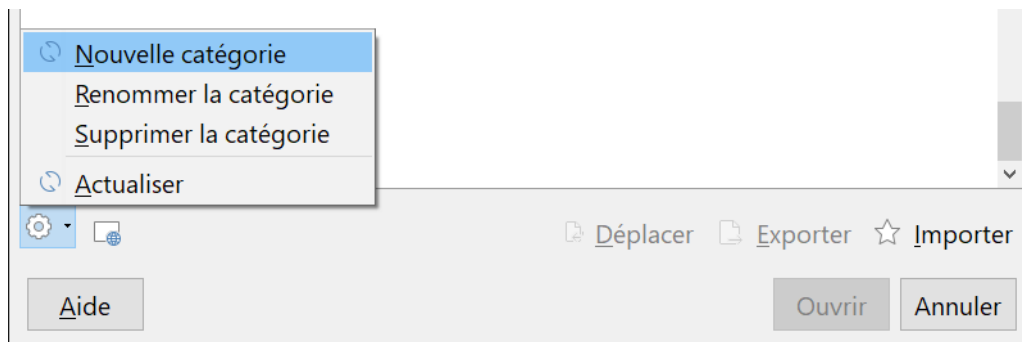 Nouvelle catégorie
Renommer la catégorie
Supprimer la catégorie
Actualiser
Déplacer Exporter Importer
Aide Ouvrir Annuler